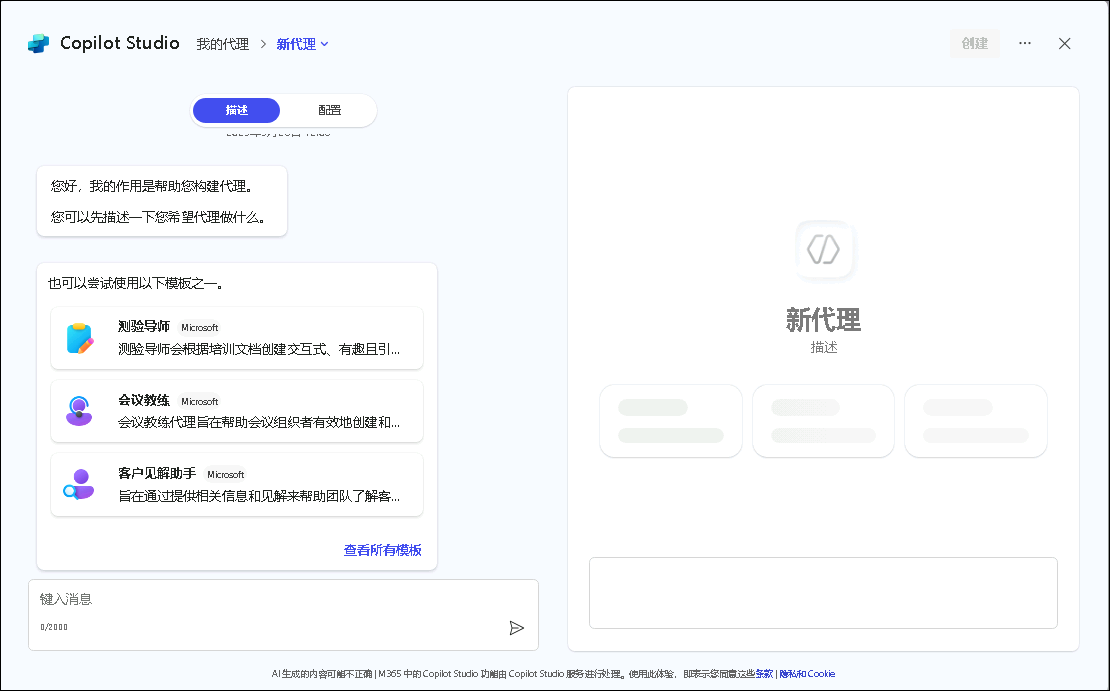 Copilot Studio 我的代理 > 新代理
创建 ...
描述 配置
您好，我的作用是帮助您构建代理。
您可以先描述一下您希望代理做什么。
也可以尝试使用以下模板之一。
测验导师 Microsoft
测验导师会根据培训文档创建交互式、有趣且引...
会议教练 Microsoft
会议教练代理旨在帮助会议组织者有效地创建和...
客户见解助手 Microsoft
旨在通过提供相关信息和见解来帮助团队了解客...
查看所有模板
键入消息
0/2000
新代理
描述
AI 生成的内容可能不正确 | M365 中的 Copilot Studio 功能由 Copilot Studio 服务进行处理。使用此体验，即表示您同意这些条款 | 隐私和 Cookie